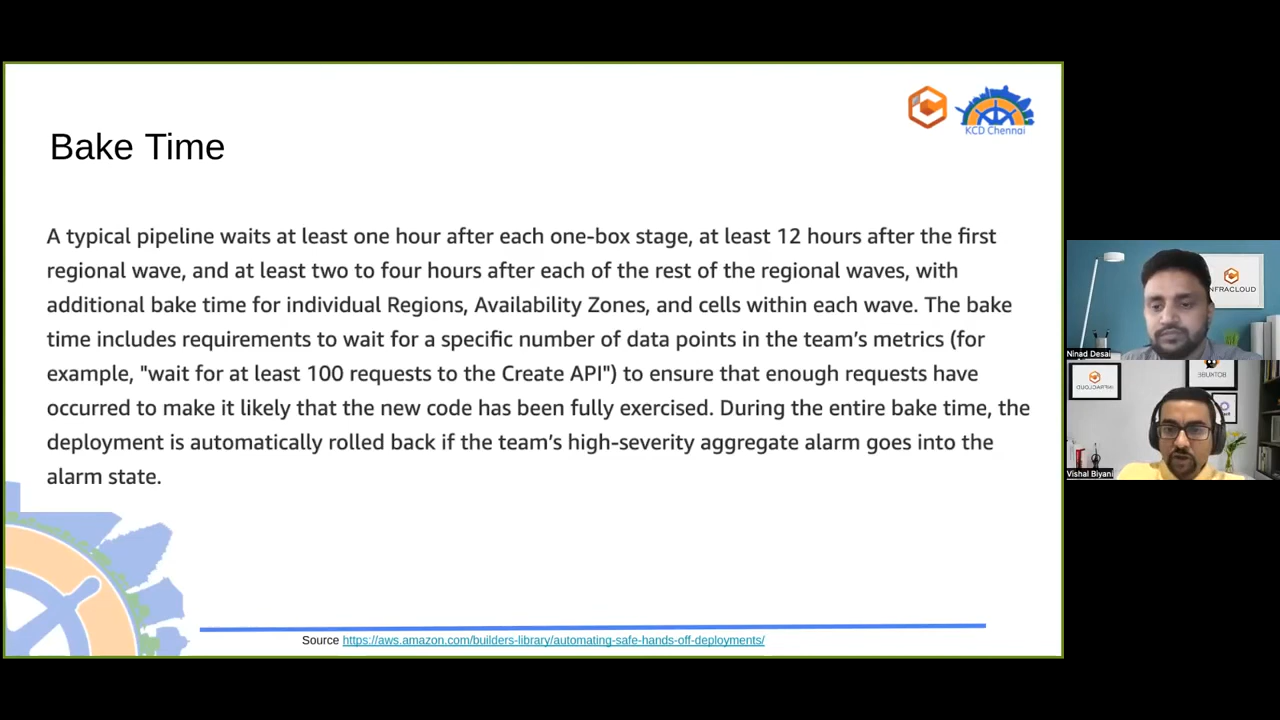 KCD Chennai
Bake Time
A typical pipeline waits at least one hour after each one-box stage, at least 12 hours after the first
regional wave, and at least two to four hours after each of the rest of the regional waves, with
additional bake time for individual Regions, Availability Zones, and cells within each wave. The bake
time includes requirements to wait for a specific number of data points in the team’s metrics (for
example, "wait for at least 100 requests to the Create API") to ensure that enough requests have
occurred to make it likely that the new code has been fully exercised. During the entire bake time, the
deployment is automatically rolled back if the team’s high-severity aggregate alarm goes into the
alarm state.
Source https://aws.amazon.com/builders-library/automating-safe-hands-off-deployments/
INFRACLOUD
Ninad Desai
INFRACLOUD
BOTKUBE
Vishal Biyani